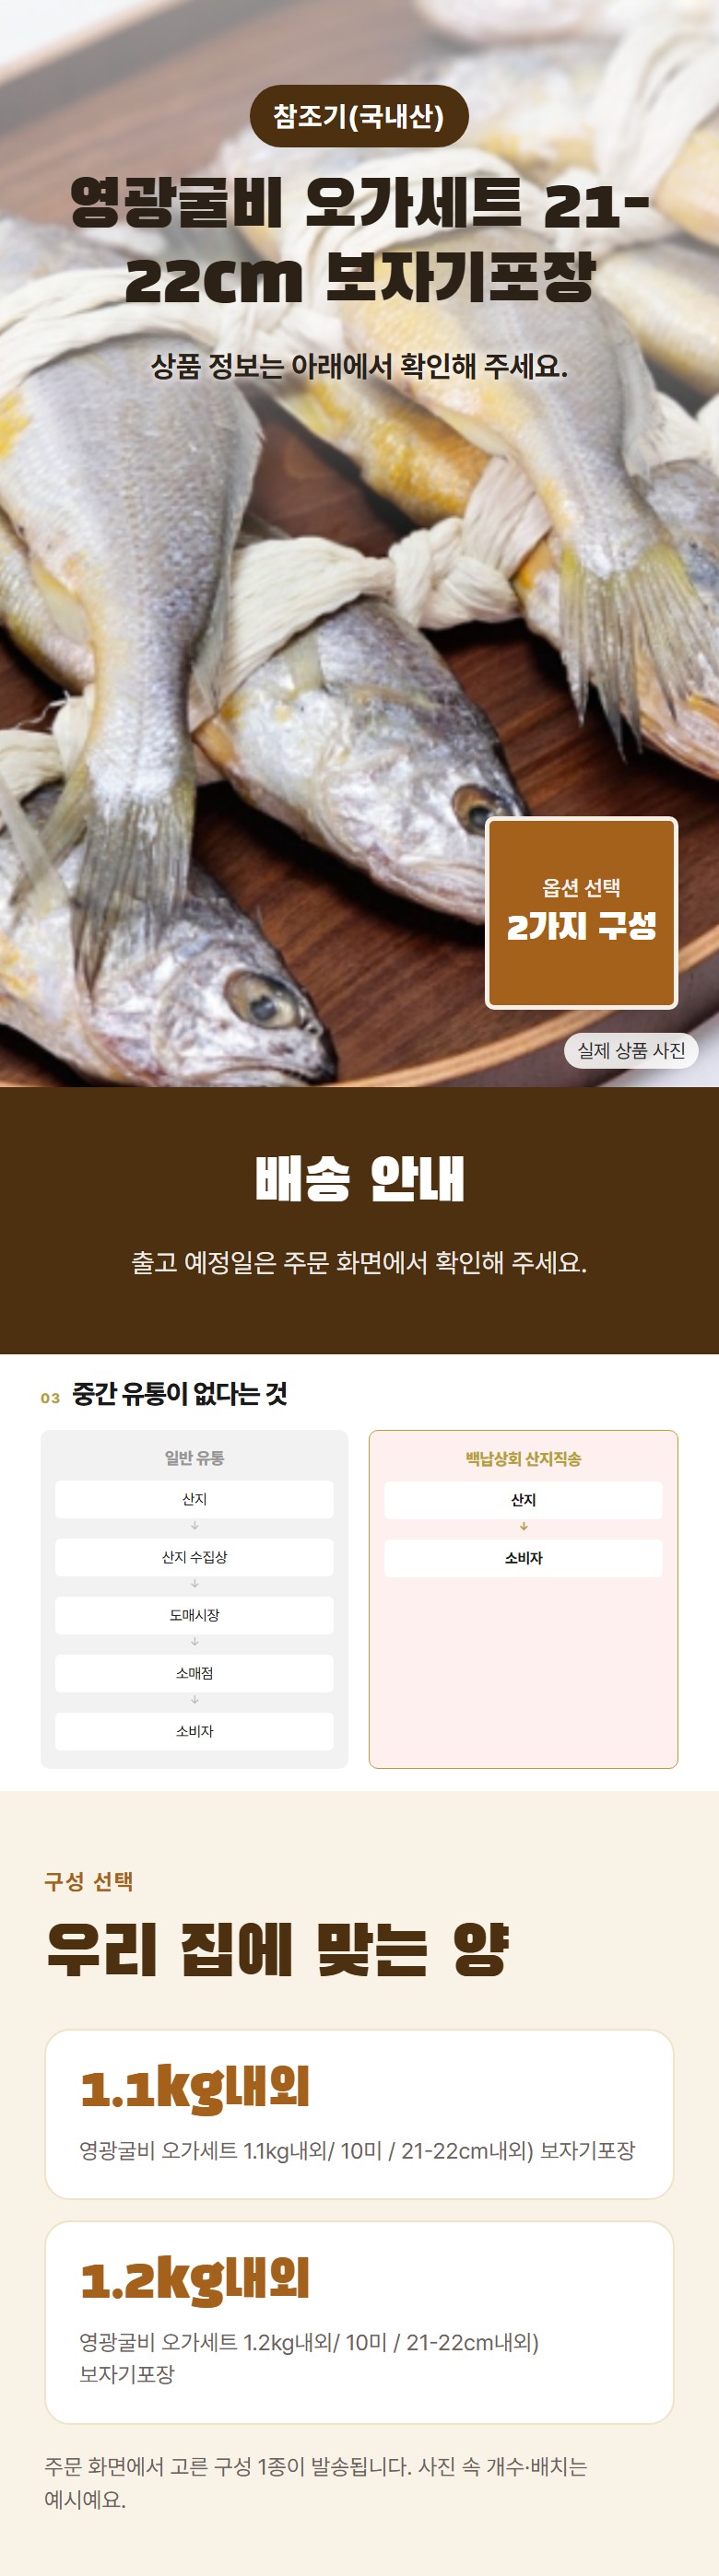 참조기(국내산)
영광굴비 오가세트 21-
22cm 보자기포장
상품 정보는 아래에서 확인해 주세요.
옵션 선택
2가지 구성
실제 상품 사진
배송 안내
출고 예정일은 주문 화면에서 확인해 주세요.
03 중간 유통이 없다는 것
일반 유통
산지
↓
산지 수집상
↓
도매시장
↓
소매점
↓
소비자
백납상회 산지직송
산지
↓
소비자
구성 선택
우리 집에 맞는 양
1.1kg내외
영광굴비 오가세트 1.1kg내외/ 10미 / 21-22cm내외) 보자기포장
1.2kg내외
영광굴비 오가세트 1.2kg내외/ 10미 / 21-22cm내외)
보자기포장
주문 화면에서 고른 구성 1종이 발송됩니다. 사진 속 개수·배치는
예시예요.